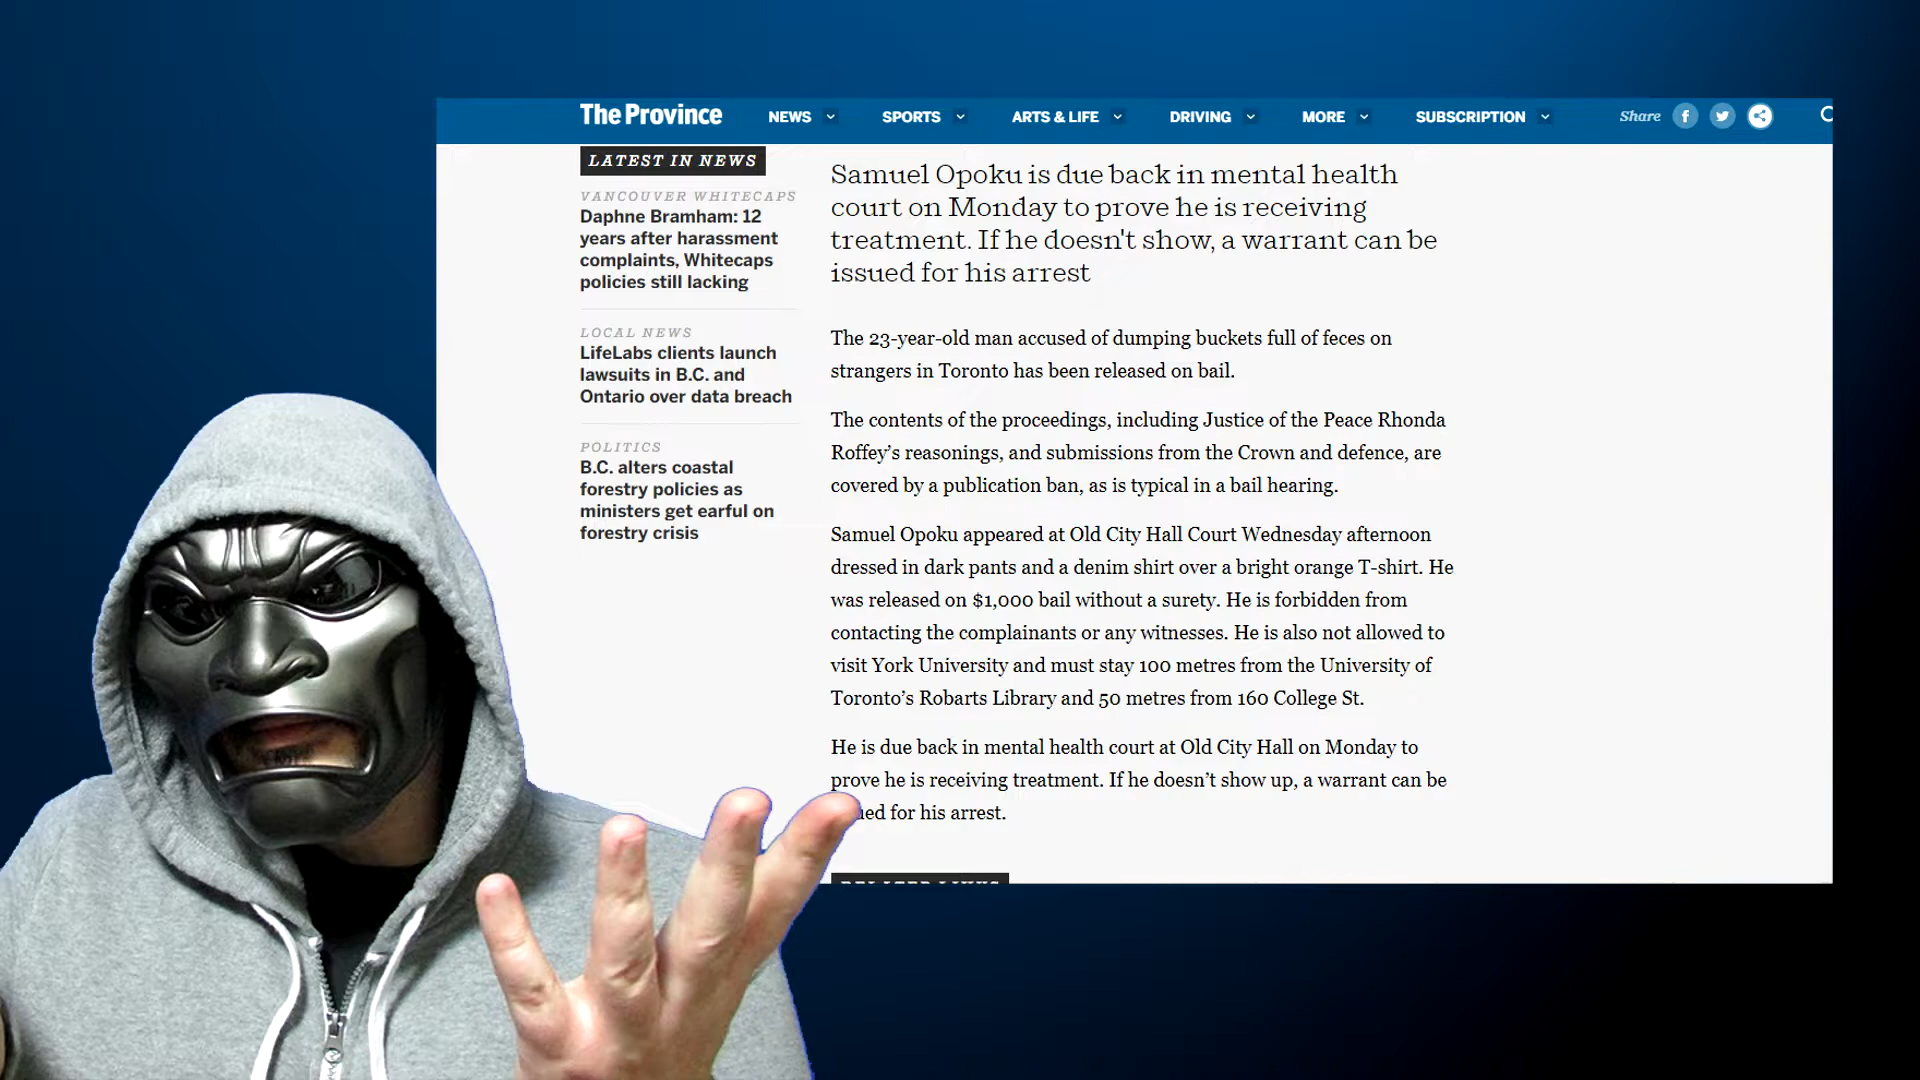 The Province
NEWS
SPORTS
ARTS & LIFE
DRIVING
MORE
SUBSCRIPTION
Share
LATEST IN NEWS
VANCOUVER WHITECAPS
Daphne Bramham: 12
years after harassment
complaints, Whitecaps
policies still lacking
LOCAL NEWS
LifeLabs clients launch
lawsuits in B.C. and
Ontario over data breach
POLITICS
B.C. alters coastal
forestry policies as
ministers get earful on
forestry crisis
Samuel Opoku is due back in mental health
court on Monday to prove he is receiving
treatment. If he doesn't show, a warrant can be
issued for his arrest
The 23-year-old man accused of dumping buckets full of feces on
strangers in Toronto has been released on bail.
The contents of the proceedings, including Justice of the Peace Rhonda
Roffey’s reasonings, and submissions from the Crown and defence, are
covered by a publication ban, as is typical in a bail hearing.
Samuel Opoku appeared at Old City Hall Court Wednesday afternoon
dressed in dark pants and a denim shirt over a bright orange T-shirt. He
was released on $1,000 bail without a surety. He is forbidden from
contacting the complainants or any witnesses. He is also not allowed to
visit York University and must stay 100 metres from the University of
Toronto’s Robarts Library and 50 metres from 160 College St.
He is due back in mental health court at Old City Hall on Monday to
prove he is receiving treatment. If he doesn’t show up, a warrant can be
for his arrest.